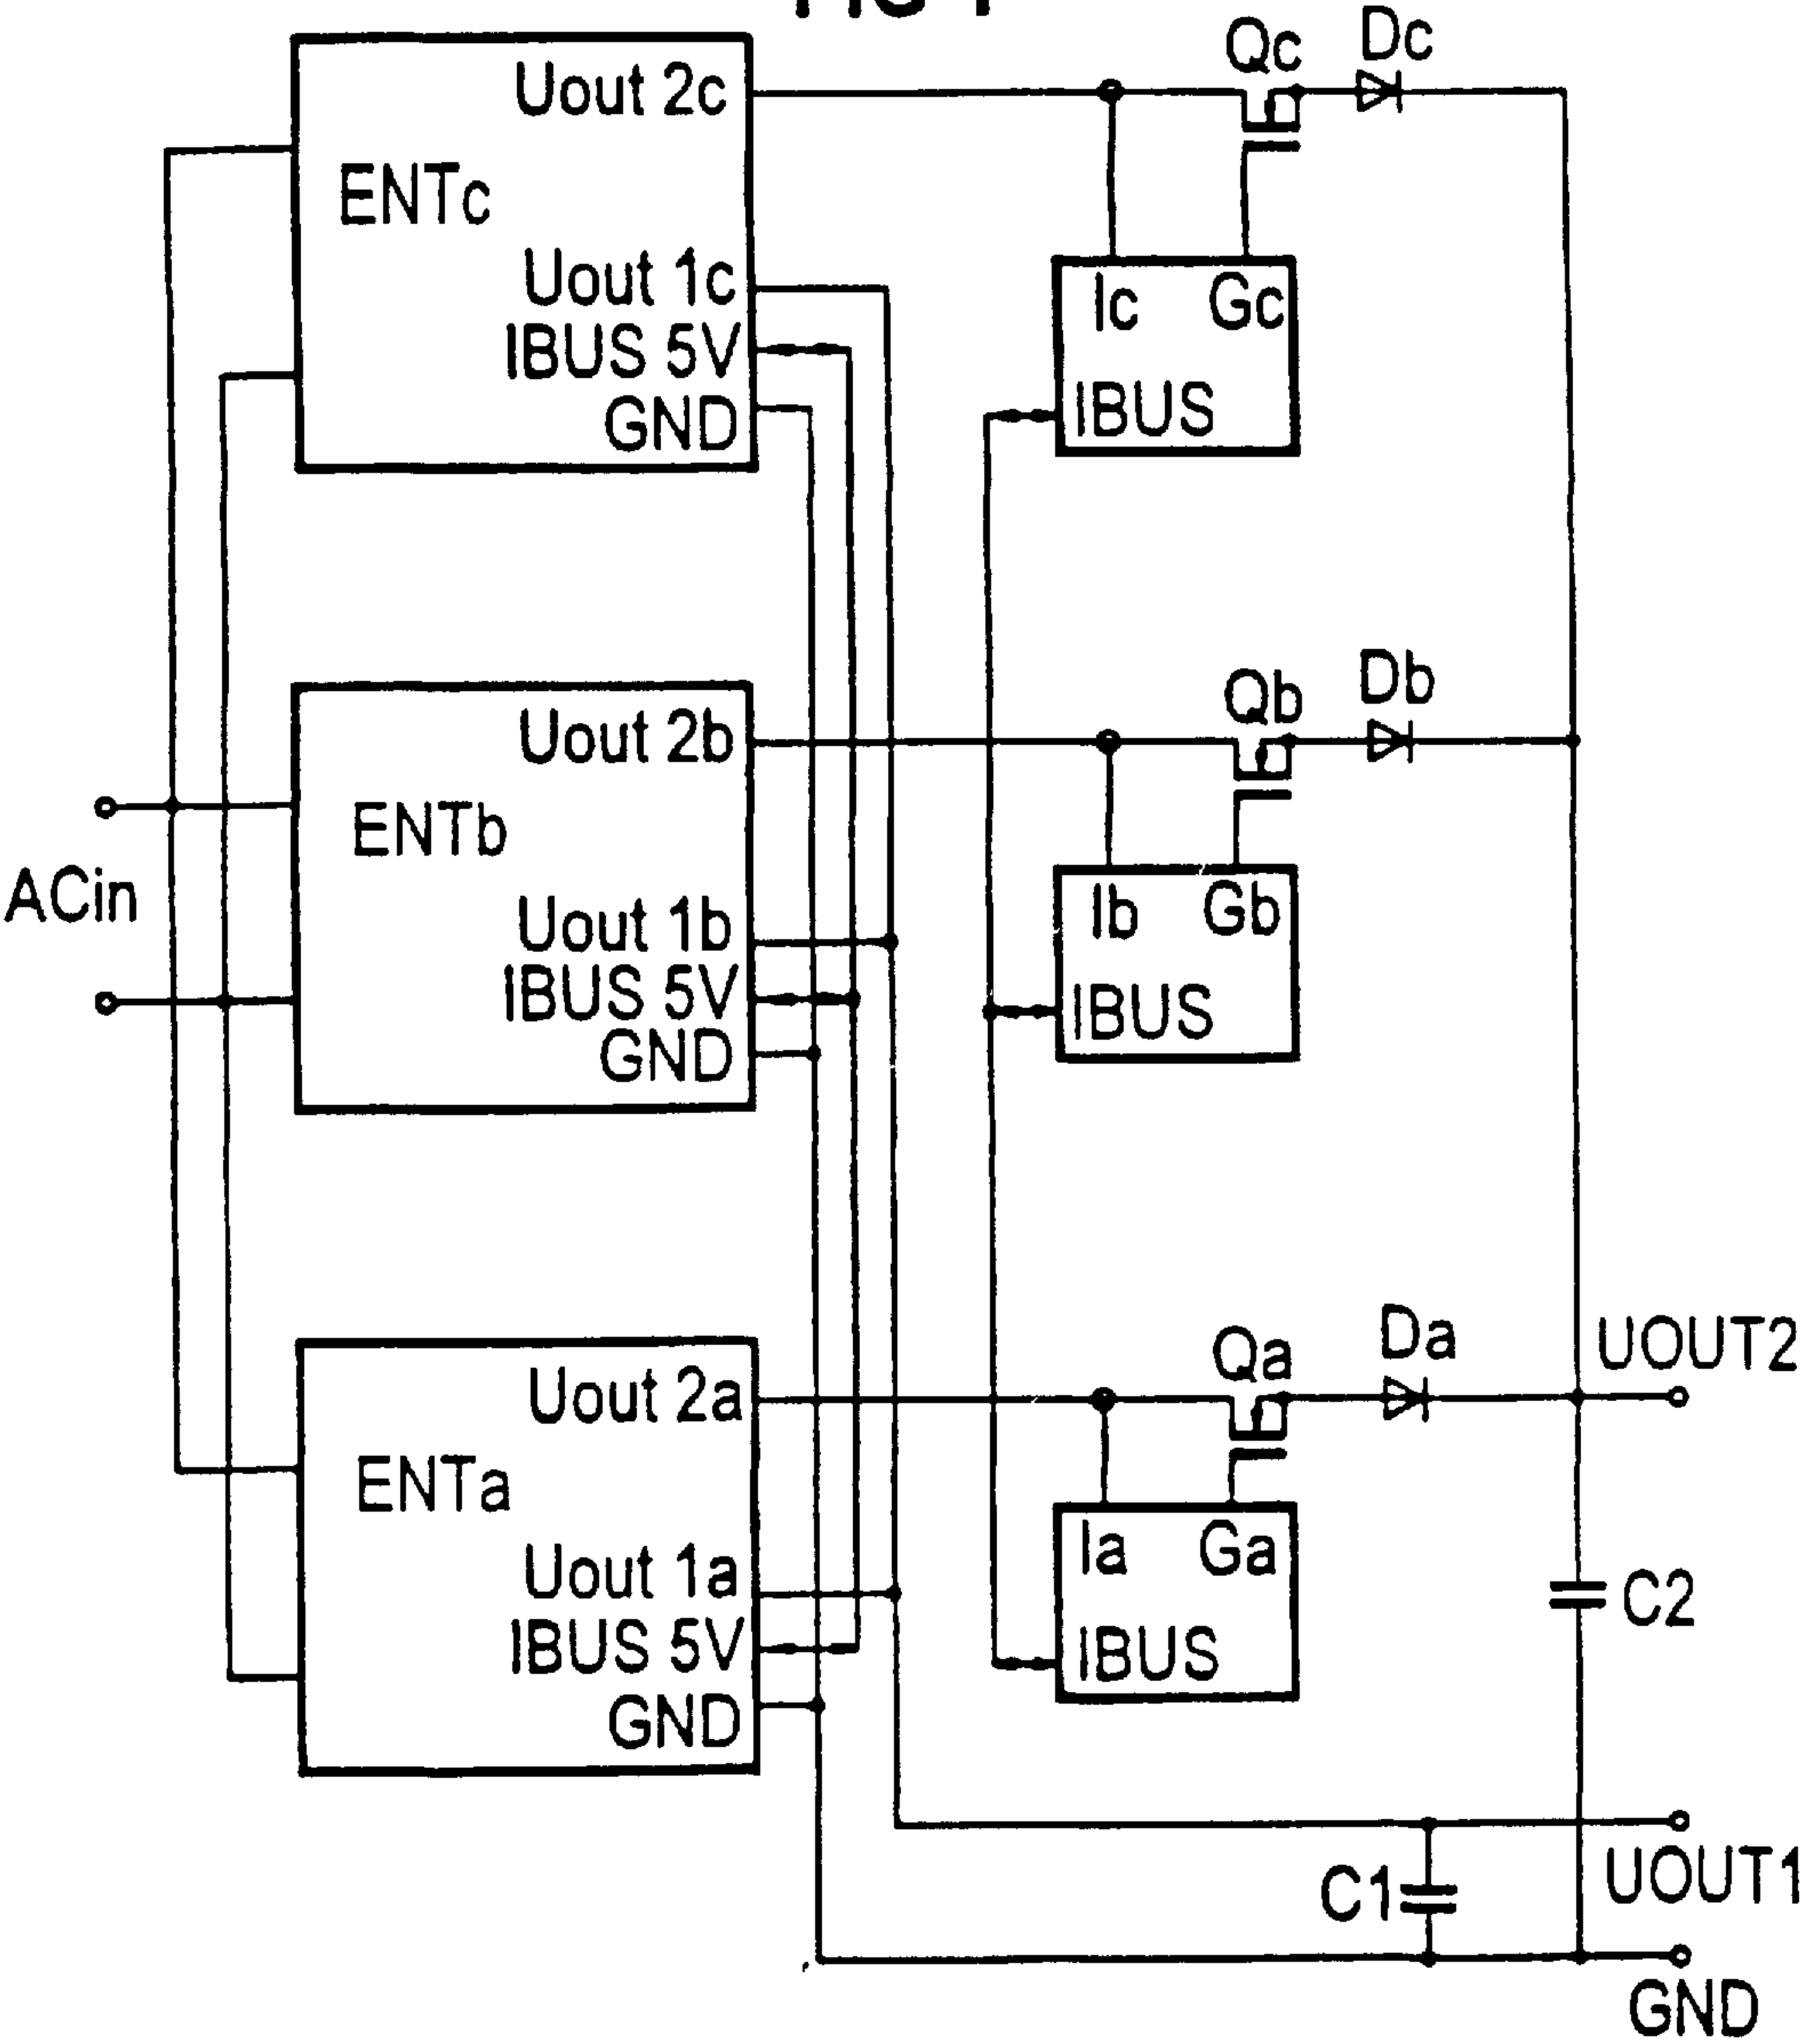 Qc Dc
Uout 2c
ENTc
Uout 1c
IBUS 5V
GND
Ic Gc
IBUS
Qb Db
Uout 2b
ENTb
ACin
Uout 1b
IBUS 5V
GND
Ib Gb
IBUS
Qa Da
UOUT2
Uout 2a
ENTa
Uout 1a
IBUS 5V
GND
Ia Ga
IBUS
C2
UOUT1
C1
GND